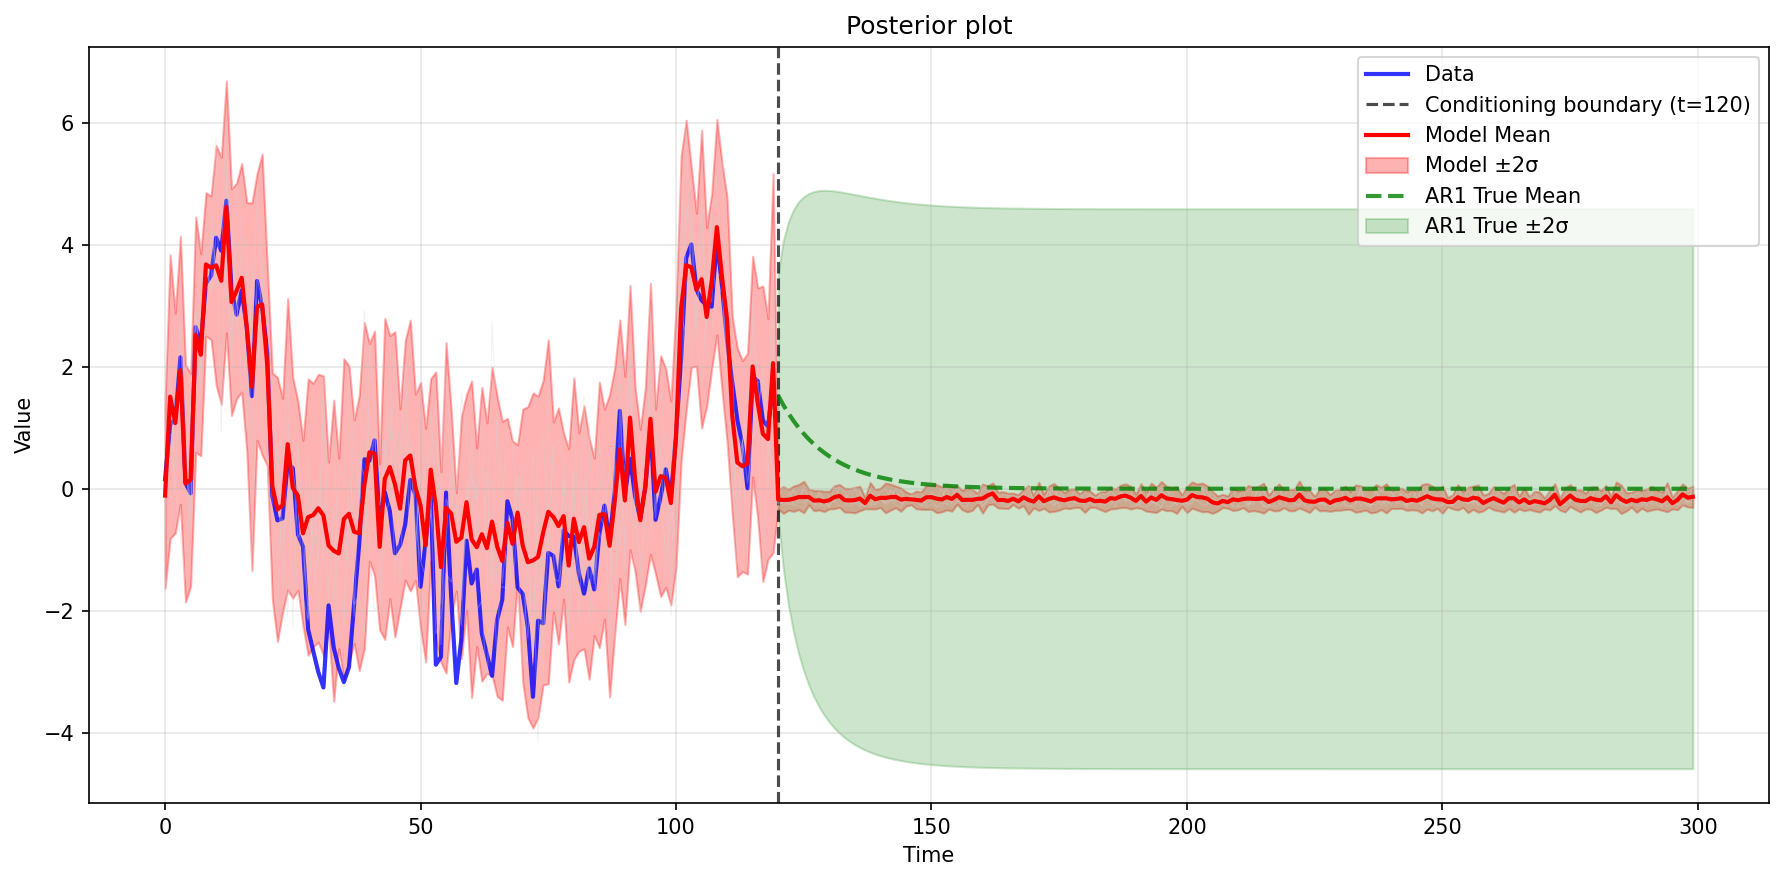 Posterior plot
Data
Conditioning boundary (t=120)
Model Mean
Model ±2σ
AR1 True Mean
AR1 True ±2σ
Value
6
4
2
0
−2
−4
0
50
100
150
200
250
300
Time